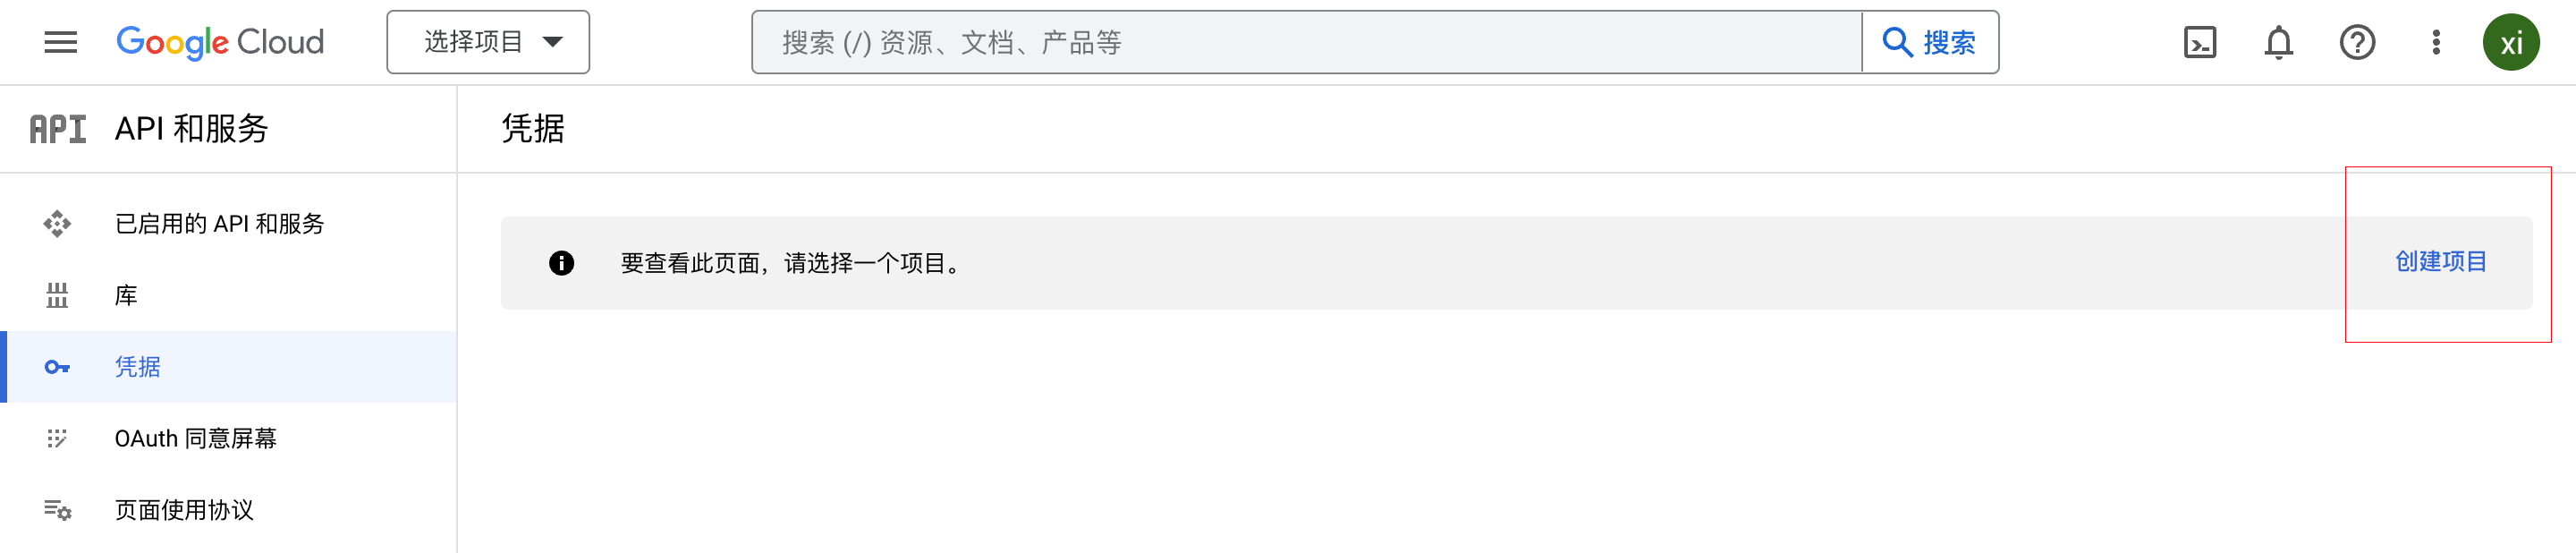 Google Cloud
选择项目
搜索 (/) 资源、文档、产品等
搜索
xi
API
API 和服务
凭据
已启用的 API 和服务
库
凭据
OAuth 同意屏幕
页面使用协议
要查看此页面，请选择一个项目。
创建项目